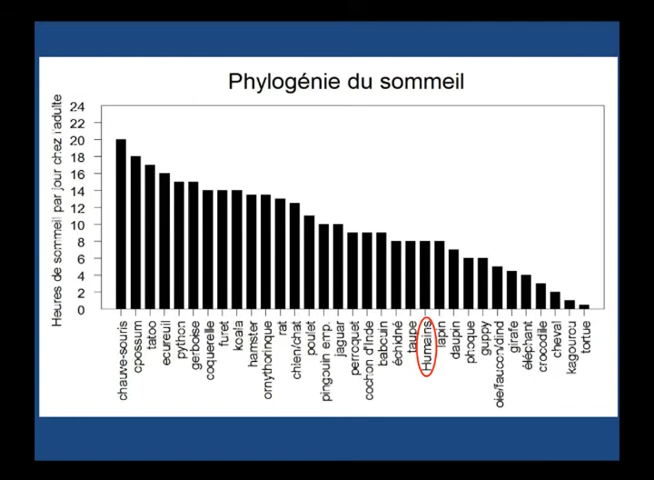 Phylogénie du sommeil
Heures de sommeil par jour chez l'adulte
24
22
20
18
16
14
12
10
8
6
4
2
0
chauve-souris
opossum
tatoo
ecureuil
python
gerboise
coquerelle
furet
koala
hamster
ornythorinque
rat
chien/chat
poulet
pingouin emp.
jaguar
perroquet
cochon d'Inde
babouin
échidné
taupe
Humains
lapin
daupin
phoque
guppy
oie/faucon/dind
girafe
éléphant
crocodile
cheval
kagourou
tortue